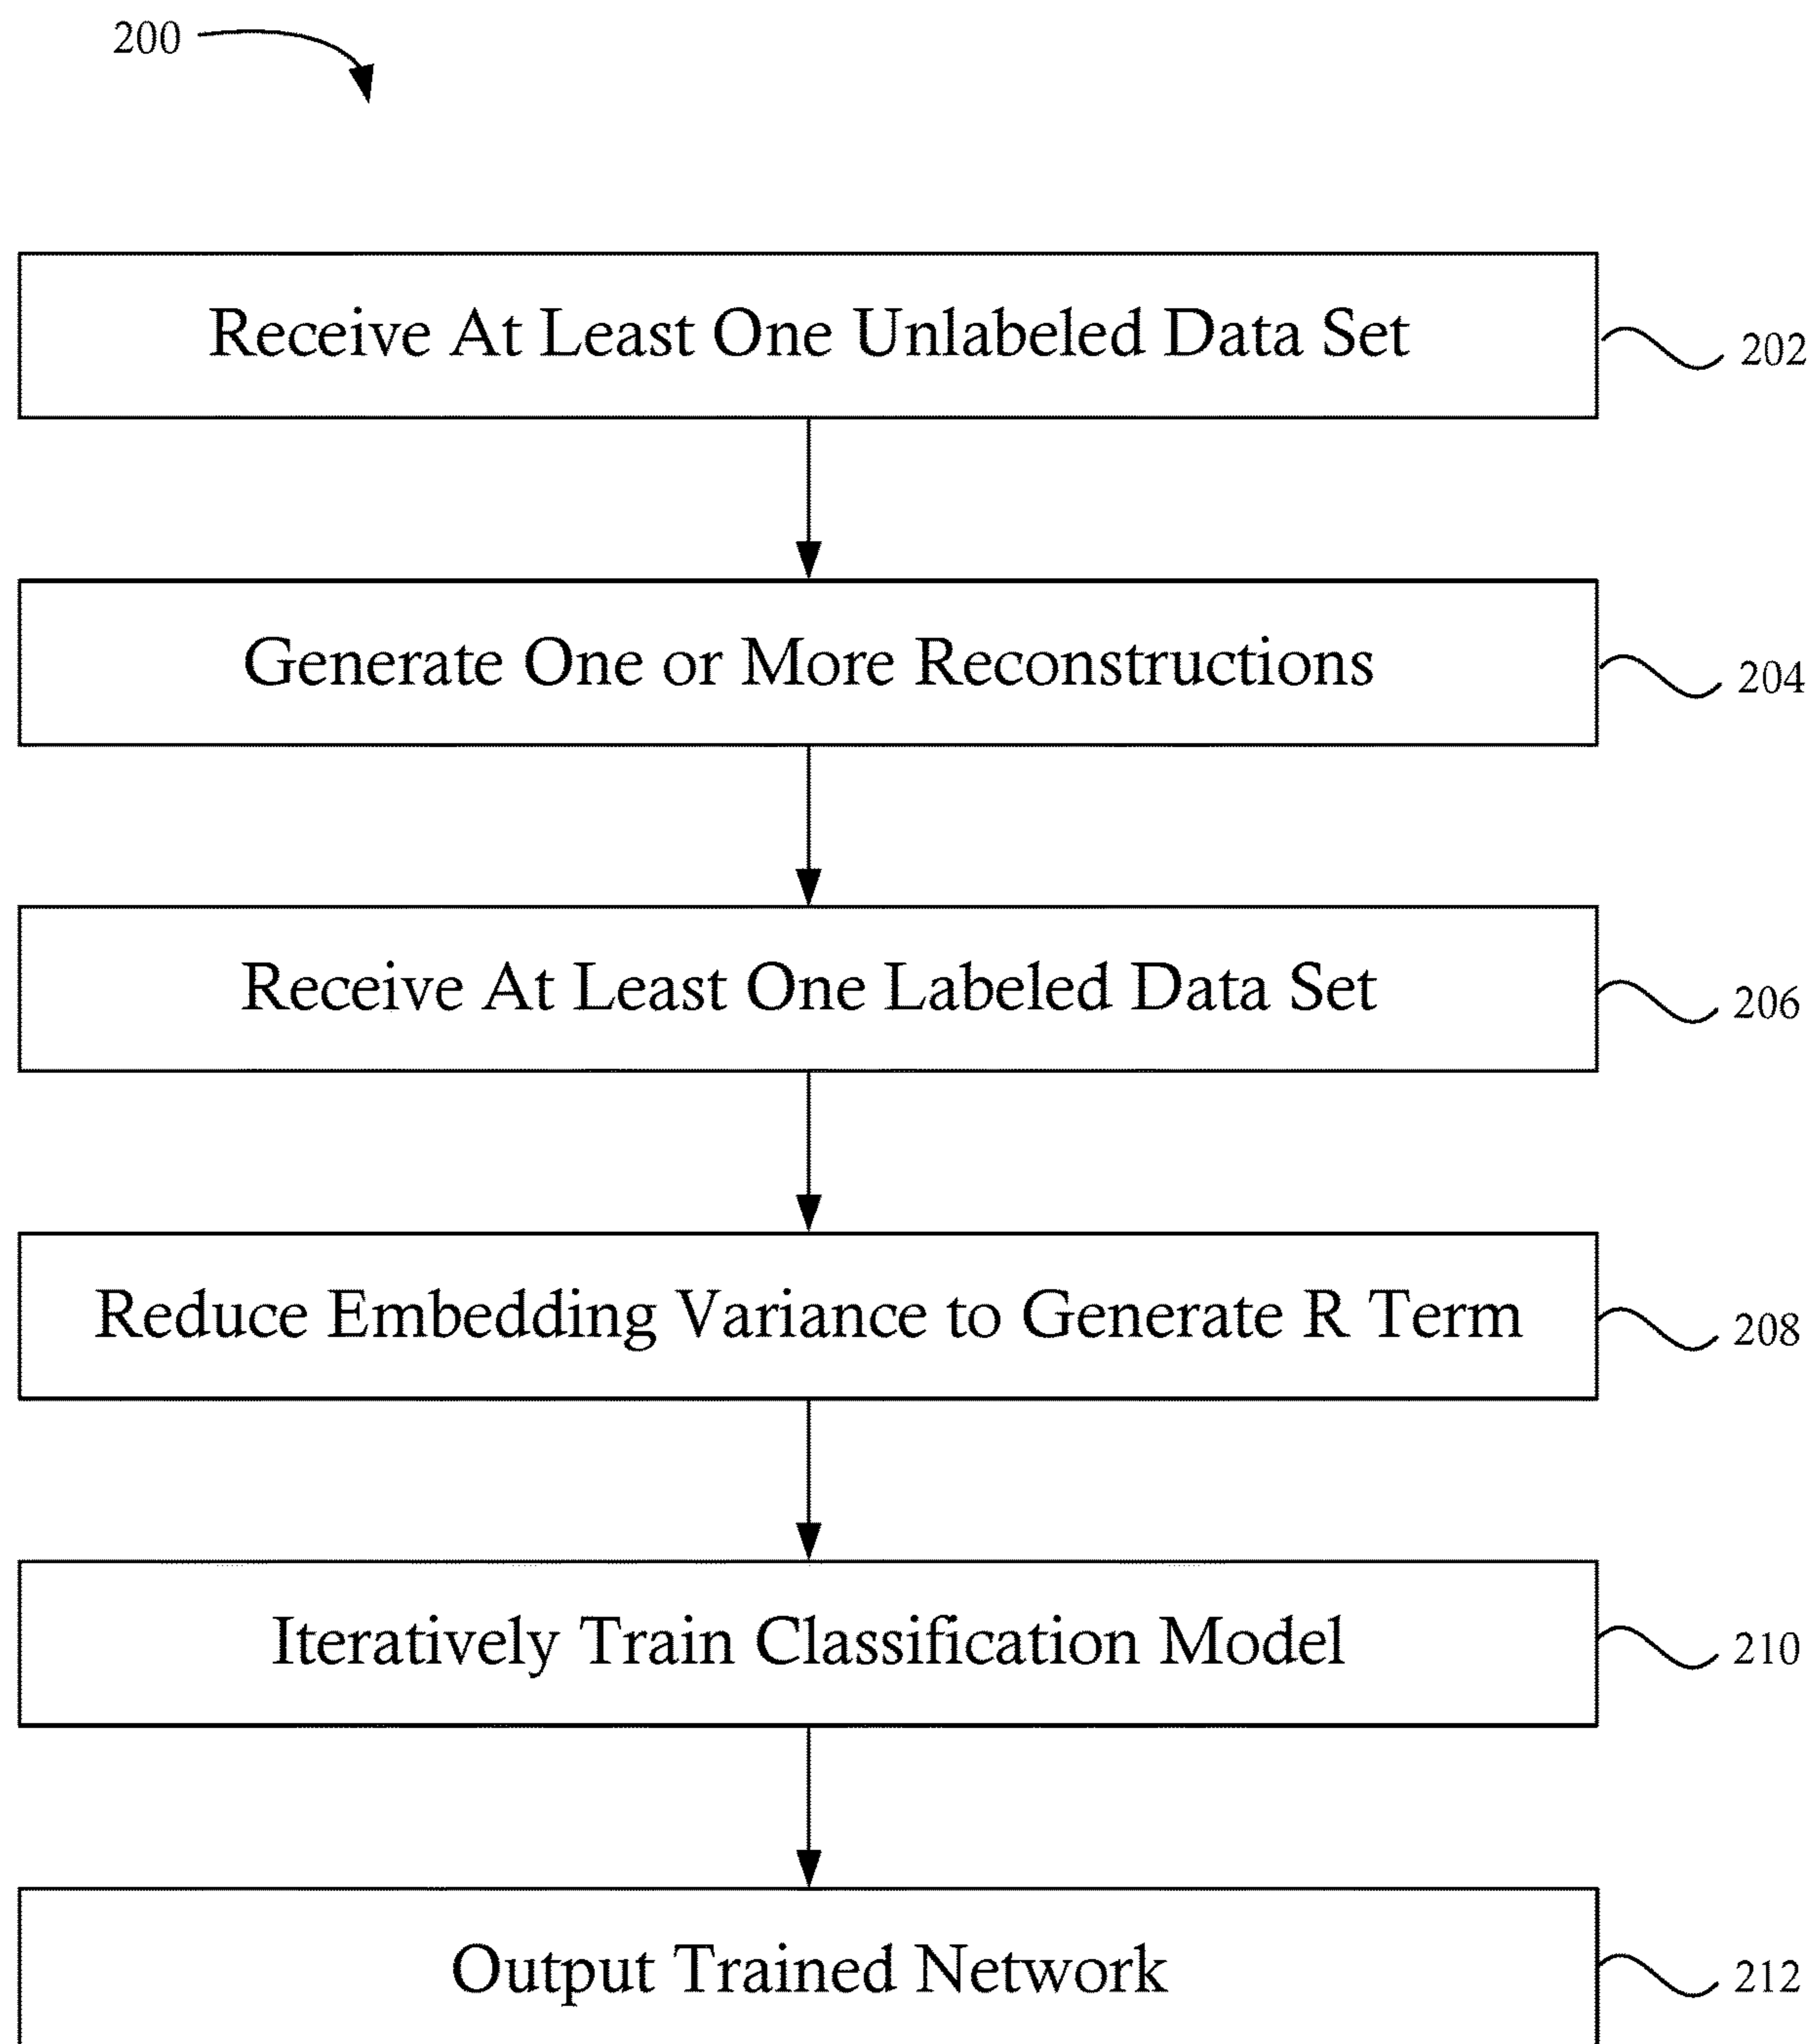 200
Receive At Least One Unlabeled Data Set
202
Generate One or More Reconstructions
204
Receive At Least One Labeled Data Set
206
Reduce Embedding Variance to Generate R Term
208
Iteratively Train Classification Model
210
Output Trained Network
212